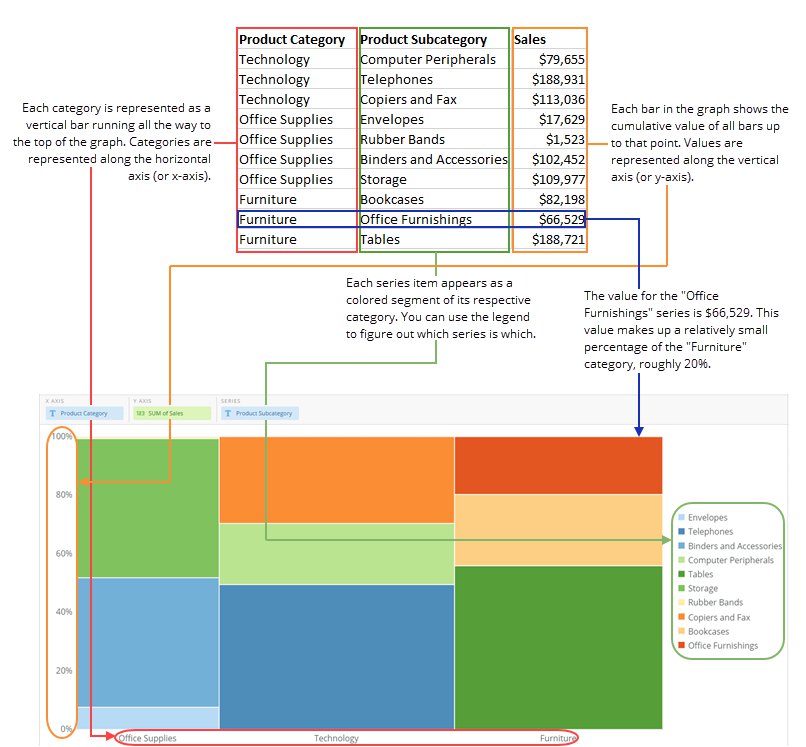 Product Category Product Subcategory Sales
Technology Computer Peripherals $79,655
Technology Telephones $188,931
Technology Copiers and Fax $113,036
Office Supplies Envelopes $17,629
Office Supplies Rubber Bands $1,523
Office Supplies Binders and Accessories $102,452
Office Supplies Storage $109,977
Furniture Bookcases $82,198
Furniture Office Furnishings $66,529
Furniture Tables $188,721
Each category is represented as a
vertical bar running all the way to
the top of the graph. Categories are
represented along the horizontal
axis (or x-axis).
Each bar in the graph shows the
cumulative value of all bars up
to that point. Values are
represented along the vertical
axis (or y-axis).
Each series item appears as a
colored segment of its respective
category. You can use the legend
to figure out which series is which.
The value for the "Office
Furnishings" series is $66,529. This
value makes up a relatively small
percentage of the "Furniture"
category, roughly 20%.
X AXIS Y AXIS SERIES
T Product Category 123 SUM of Sales T Product Subcategory
100%
80%
60%
40%
20%
0%
Office Supplies Technology Furniture
Envelopes
Telephones
Binders and Accessories
Computer Peripherals
Tables
Storage
Rubber Bands
Copiers and Fax
Bookcases
Office Furnishings